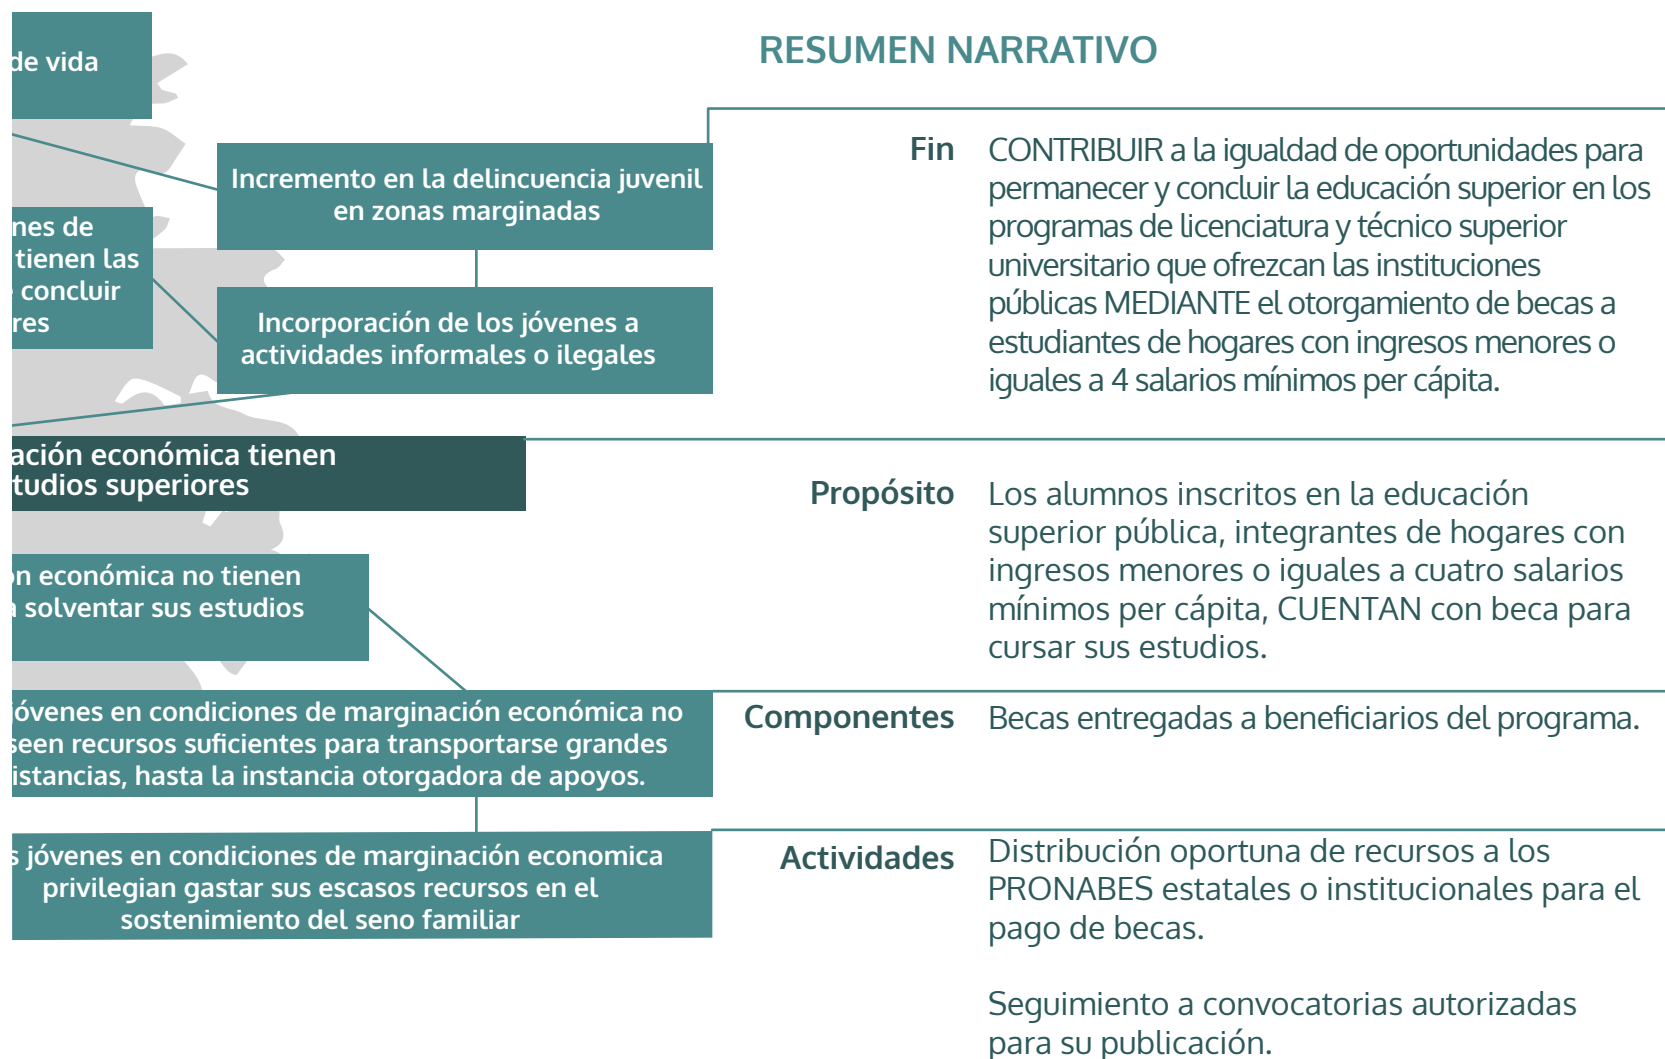 RESUMEN NARRATIVO
de vida
Incremento en la delincuencia juvenil
en zonas marginadas
nes de
tienen las
concluir
res
Incorporación de los jóvenes a
actividades informales o ilegales
ación económica tienen
tudios superiores
ón económica no tienen
a solventar sus estudios
jóvenes en condiciones de marginación económica no
seen recursos suficientes para transportarse grandes
istancias, hasta la instancia otorgadora de apoyos.
s jóvenes en condiciones de marginación economica
privilegian gastar sus escasos recursos en el
sostenimiento del seno familiar
Fin
CONTRIBUIR a la igualdad de oportunidades para
permanecer y concluir la educación superior en los
programas de licenciatura y técnico superior
universitario que ofrezcan las instituciones
públicas MEDIANTE el otorgamiento de becas a
estudiantes de hogares con ingresos menores o
iguales a 4 salarios mínimos per cápita.
Propósito
Los alumnos inscritos en la educación
superior pública, integrantes de hogares con
ingresos menores o iguales a cuatro salarios
mínimos per cápita, CUENTAN con beca para
cursar sus estudios.
Componentes
Becas entregadas a beneficiarios del programa.
Actividades
Distribución oportuna de recursos a los
PRONABES estatales o institucionales para el
pago de becas.
Seguimiento a convocatorias autorizadas
para su publicación.